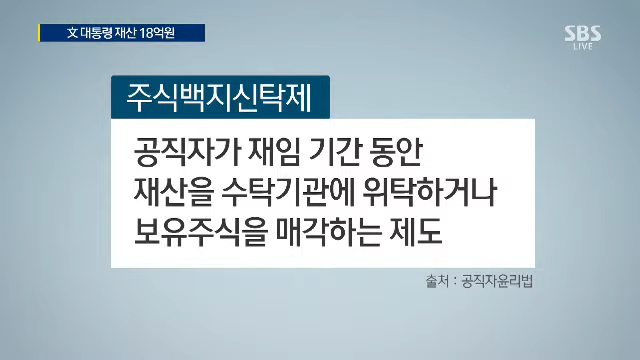 文 대통령 재산 18억원
SBS
LIVE
주식백지신탁제
공직자가 재임 기간 동안
재산을 수탁기관에 위탁하거나
보유주식을 매각하는 제도
출처 : 공직자윤리법